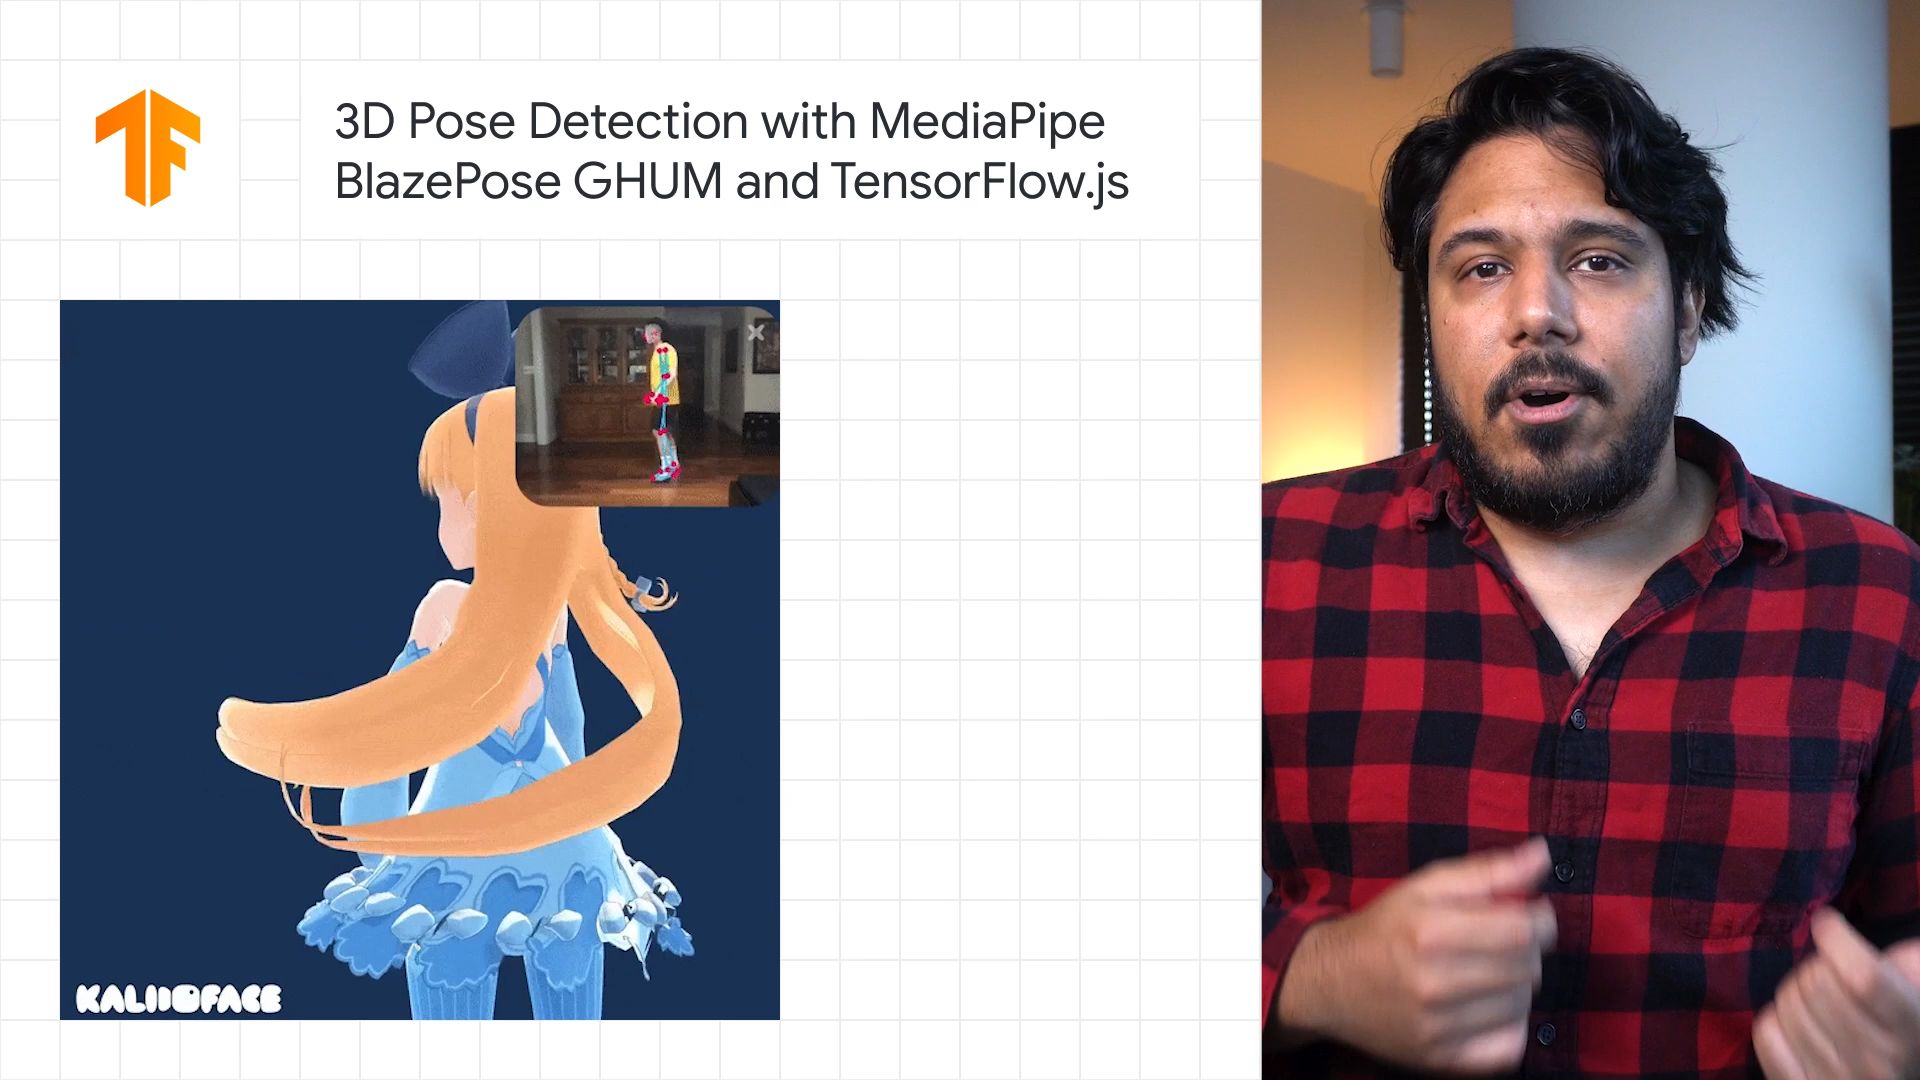 3D Pose Detection with MediaPipe
BlazePose GHUM and TensorFlow.js
KALIDOFACE